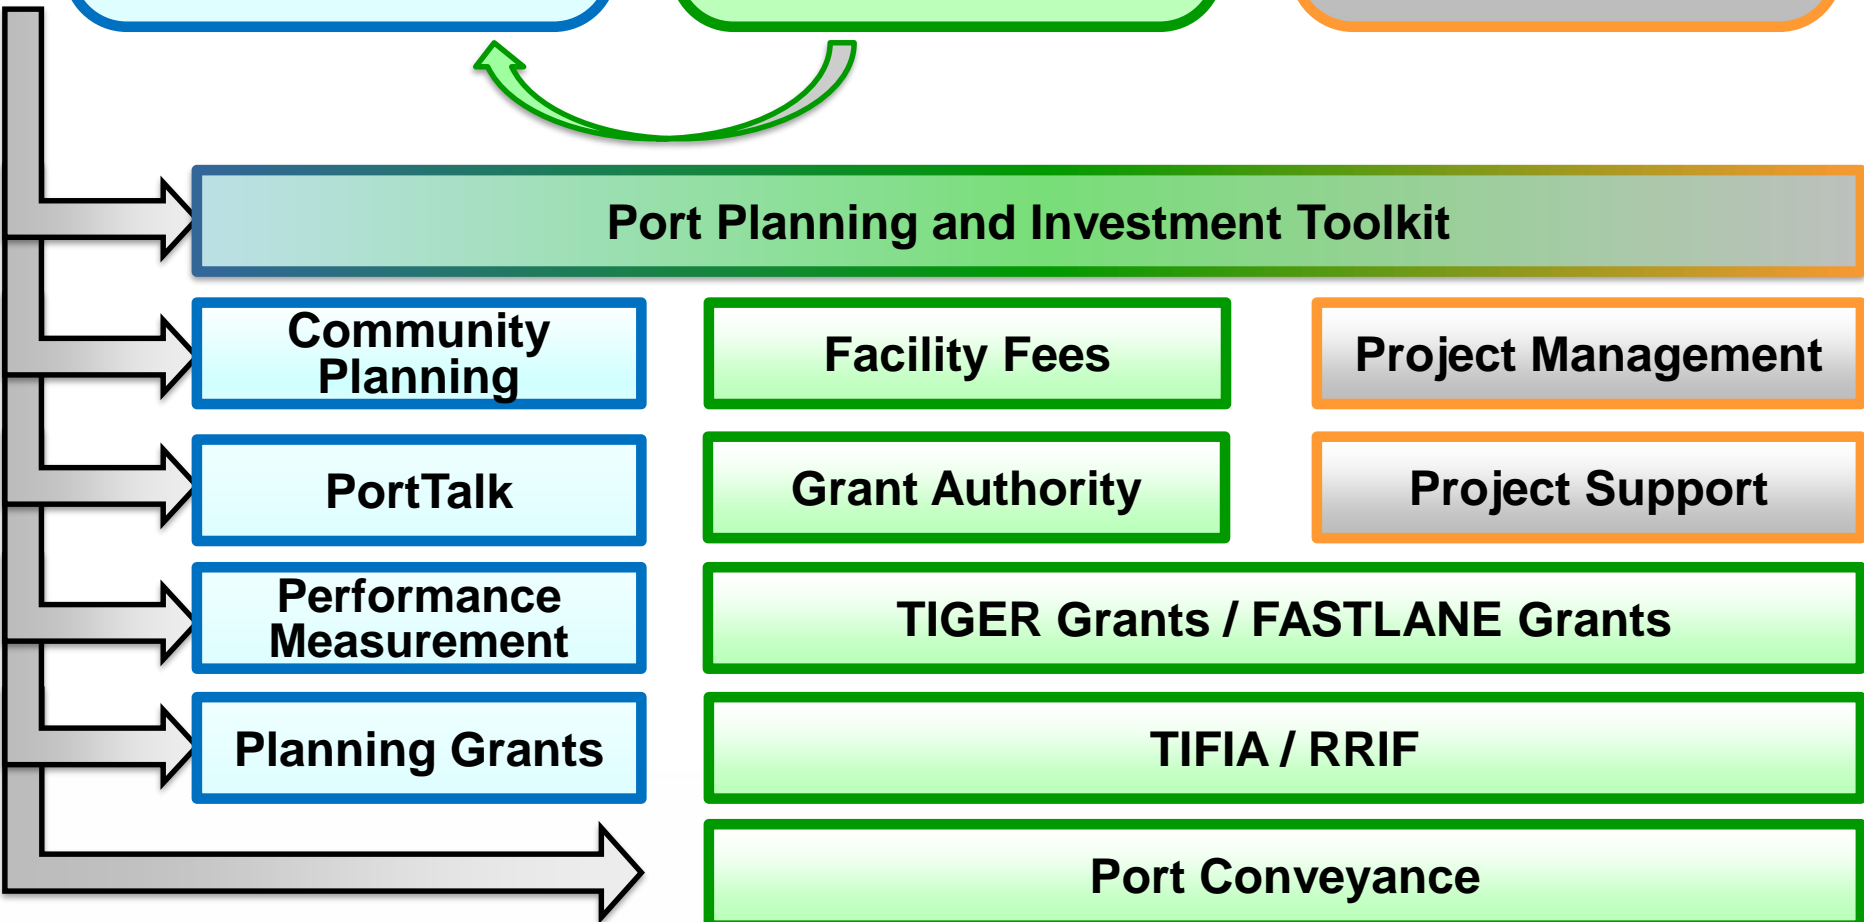 Port Planning and Investment Toolkit
Community
Planning
Facility Fees
Project Management
PortTalk
Grant Authority
Project Support
Performance
Measurement
TIGER Grants / FASTLANE Grants
Planning Grants
TIFIA / RRIF
Port Conveyance